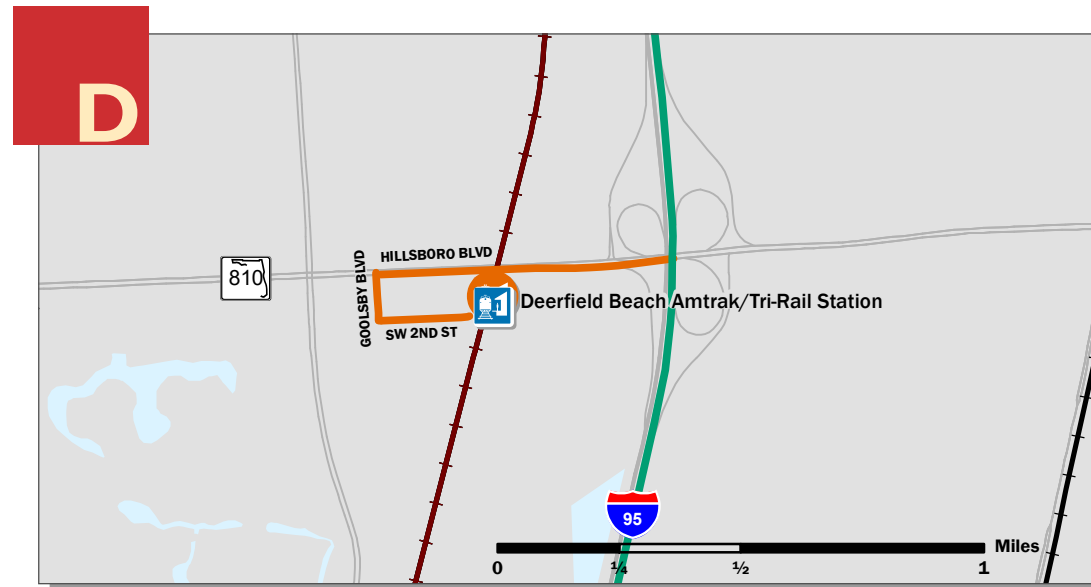 D
HILLSBORO BLVD
GOOLSBY BLVD
810
Deerfield Beach Amtrak/Tri-Rail Station
SW 2ND ST
95
Miles
0 ¼ ½ 1